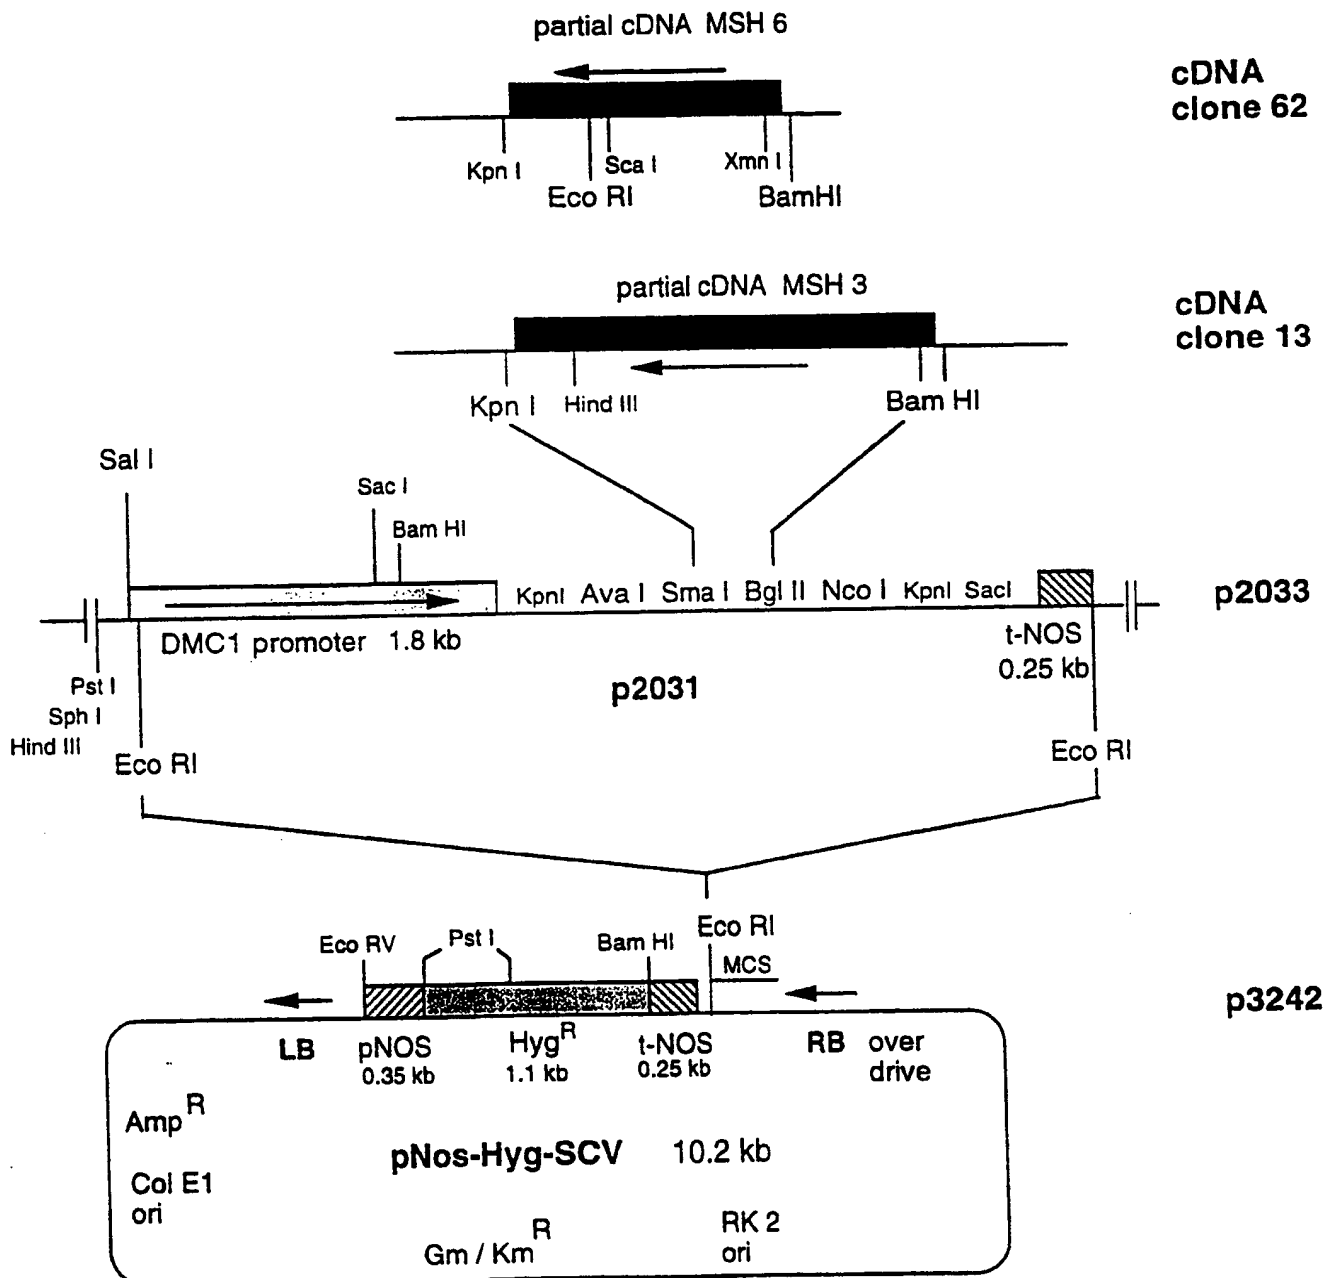 partial cDNA MSH 6
cDNA
clone 62
Kpn I
Sca I
Xmn I
Eco RI
BamHI
partial cDNA MSH 3
cDNA
clone 13
Kpn I
Hind III
Bam HI
Sal I
Sac I
Bam HI
KpnI Ava I Sma I Bgl II Nco I KpnI SacI
p2033
DMC1 promoter 1.8 kb
t-NOS
0.25 kb
p2031
Pst I
Sph I
Hind III
Eco RI
Eco RI
Eco RV
Pst I
Bam HI
Eco RI
MCS
p3242
LB
pNOS
0.35 kb
Hyg R
1.1 kb
t-NOS
0.25 kb
RB
over
drive
Amp R
pNos-Hyg-SCV 10.2 kb
Col E1
ori
Gm / Km R
RK 2
ori